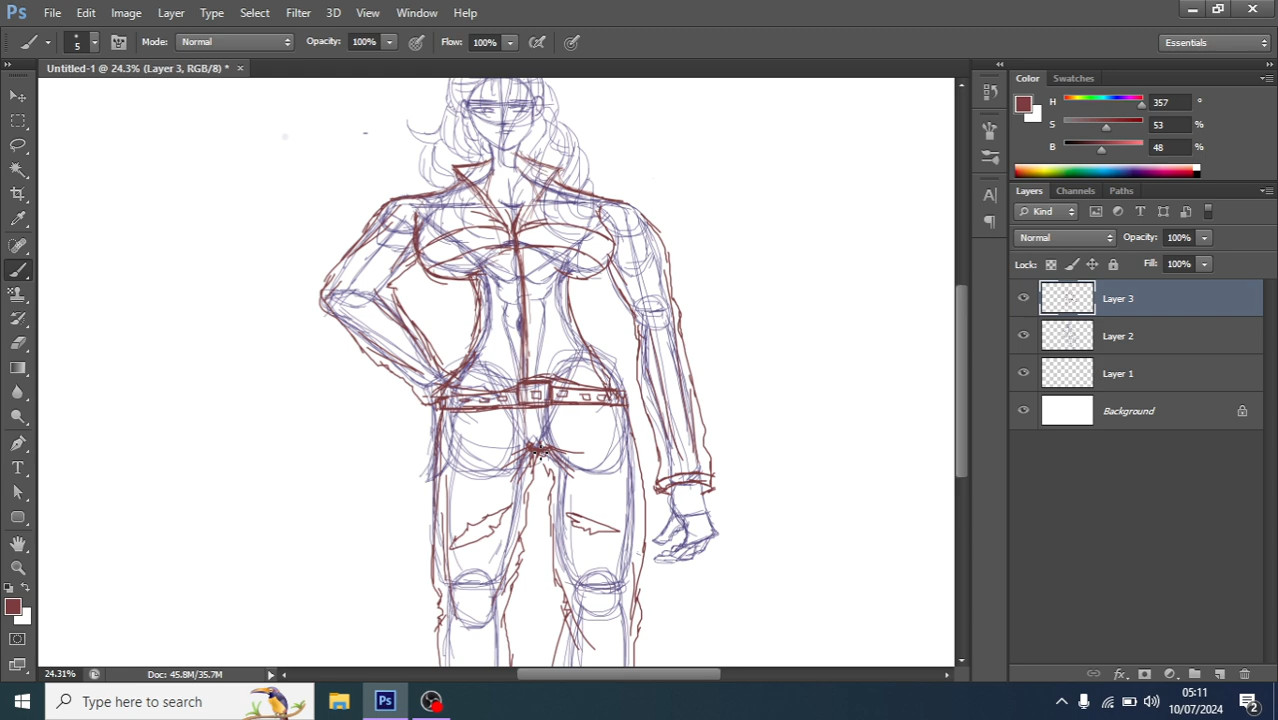 Ps File Edit Image Layer Type Select Filter 3D View Window Help
5 Mode: Normal Opacity: 100% Flow: 100% Essentials
Untitled-1 @ 24.3% (Layer 3, RGB/8) * ×
Color Swatches
H 357 °
S 53 %
B 48 %
Layers Channels Paths
Kind
Normal Opacity: 100%
Lock: Fill: 100%
Layer 3
Layer 2
Layer 1
Background
24.31% Doc: 45.8M/35.7M
Type here to search
Ps
05:11
10/07/2024
2